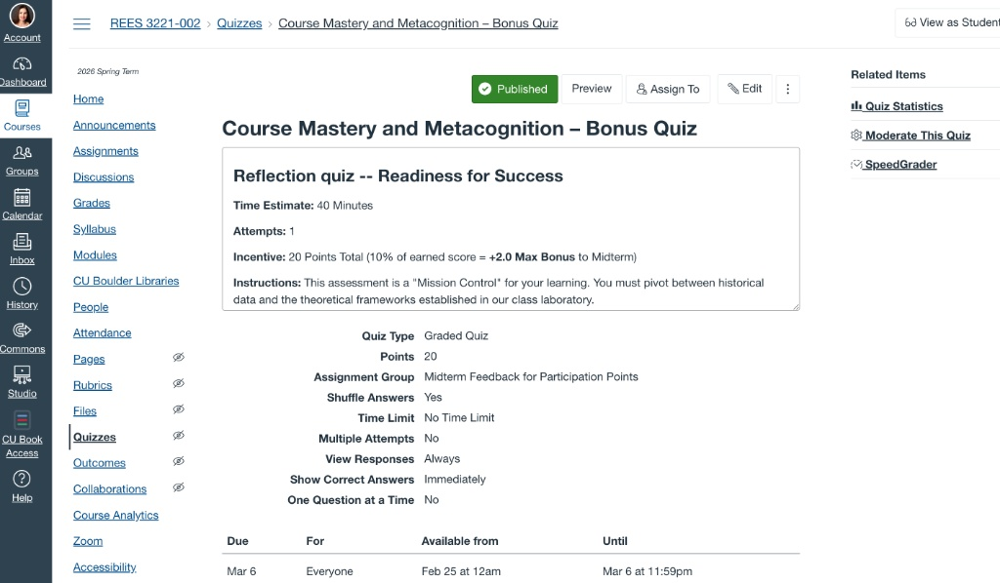 REES 3221-002 › Quizzes › Course Mastery and Metacognition – Bonus Quiz
View as Student
Account
Dashboard
Courses
Groups
Calendar
Inbox
History
Commons
Studio
CU Book
Access
Help
2026 Spring Term
Home
Announcements
Assignments
Discussions
Grades
Syllabus
Modules
CU Boulder Libraries
People
Attendance
Pages
Rubrics
Files
Quizzes
Outcomes
Collaborations
Course Analytics
Zoom
Accessibility
Published Preview Assign To Edit
Course Mastery and Metacognition – Bonus Quiz
Reflection quiz -- Readiness for Success
Time Estimate: 40 Minutes
Attempts: 1
Incentive: 20 Points Total (10% of earned score = +2.0 Max Bonus to Midterm)
Instructions: This assessment is a "Mission Control" for your learning. You must pivot between historical
data and the theoretical frameworks established in our class laboratory.
Quiz Type Graded Quiz
Points 20
Assignment Group Midterm Feedback for Participation Points
Shuffle Answers Yes
Time Limit No Time Limit
Multiple Attempts No
View Responses Always
Show Correct Answers Immediately
One Question at a Time No
Due For Available from Until
Mar 6 Everyone Feb 25 at 12am Mar 6 at 11:59pm
Related Items
Quiz Statistics
Moderate This Quiz
SpeedGrader